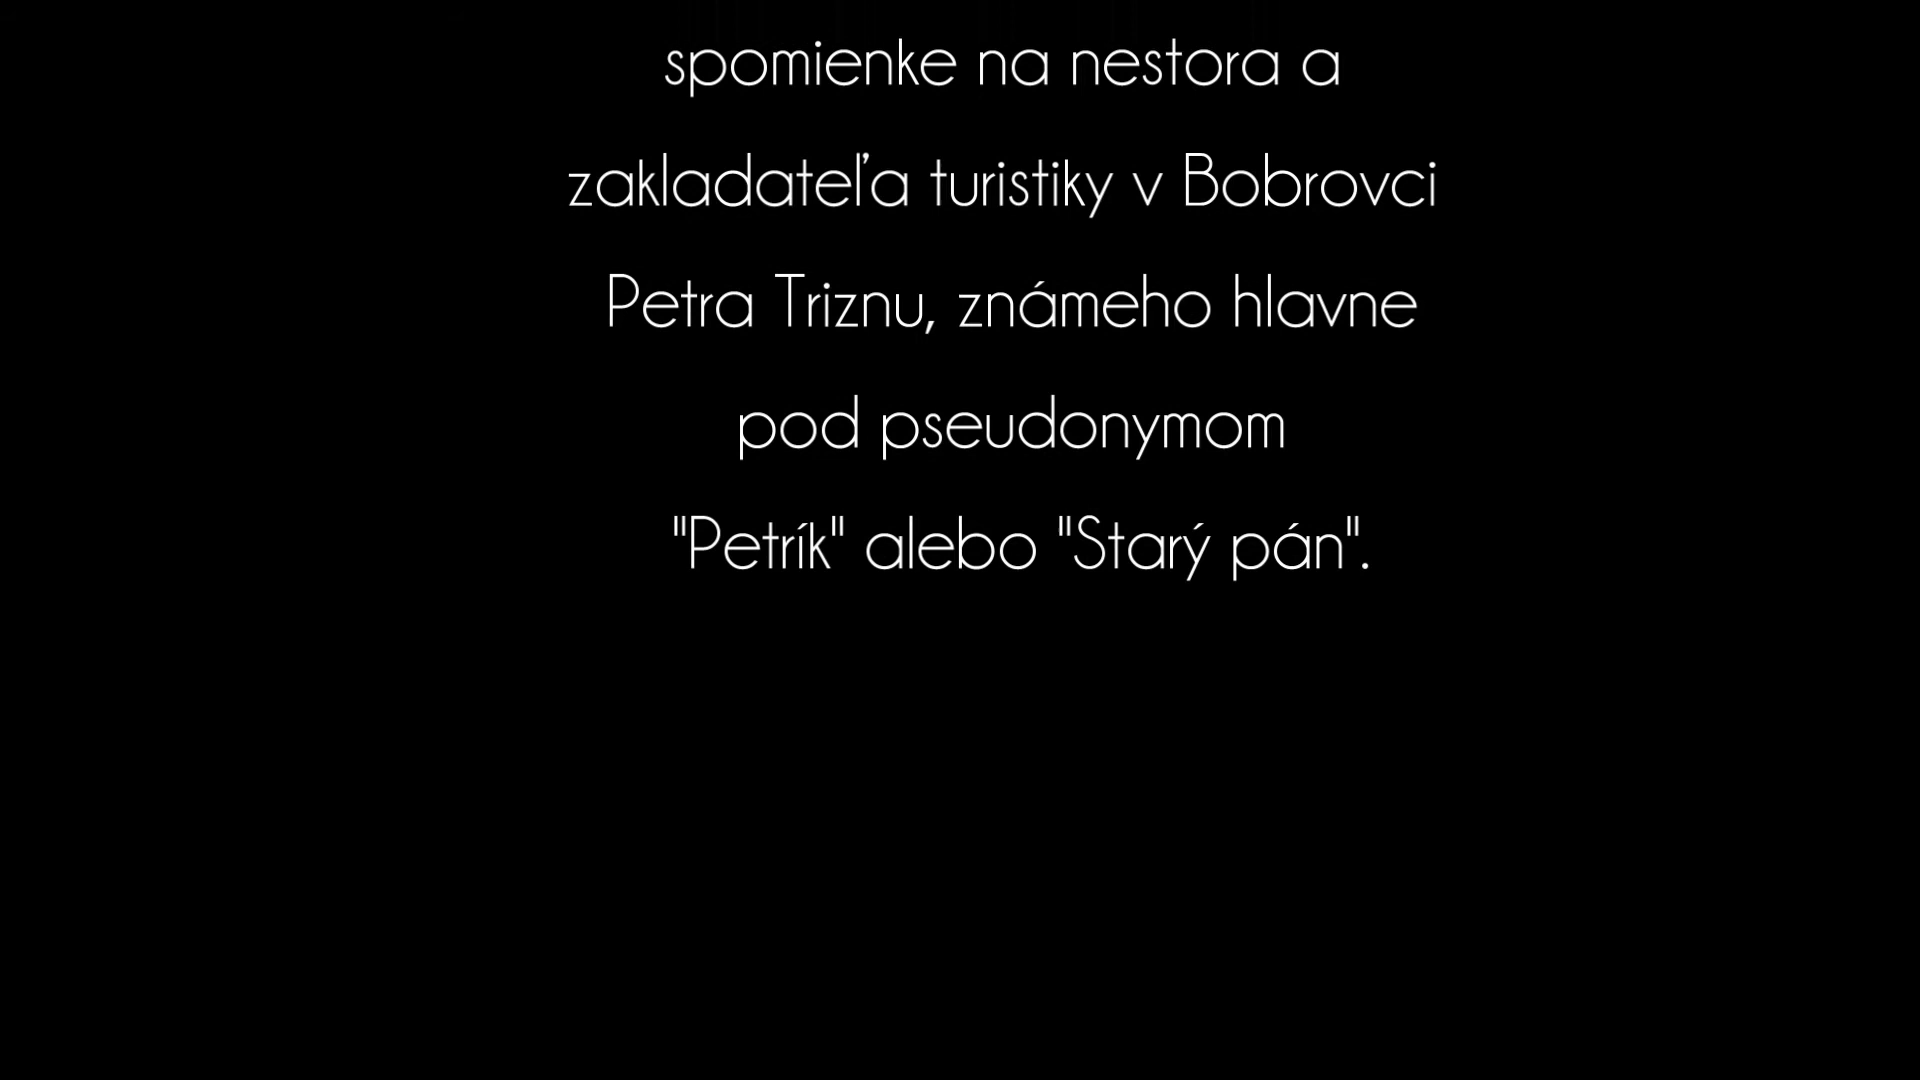 spomienke na nestora a
zakladateľa turistiky v Bobrovci
Petra Triznu, známeho hlavne
pod pseudonymom
"Petrík" alebo "Starý pán".